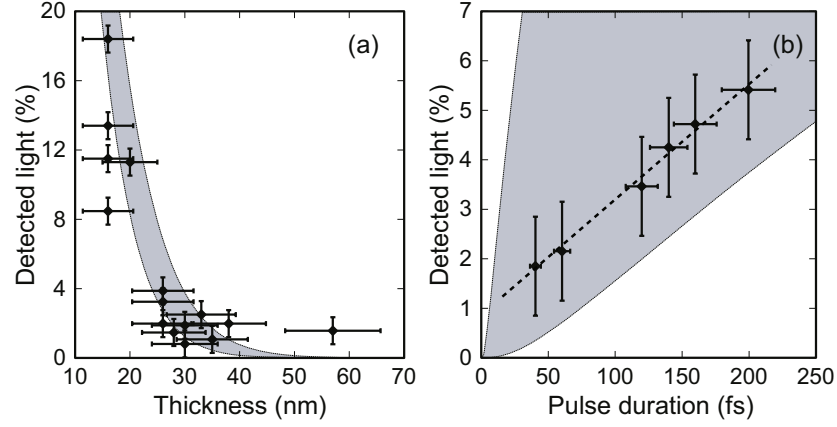 20
16
12
8
4
0
10 20 30 40 50 60 70
Detected light (%)
Thickness (nm)
(a)
7
6
5
4
3
2
1
0
0 50 100 150 200 250
Detected light (%)
Pulse duration (fs)
(b)